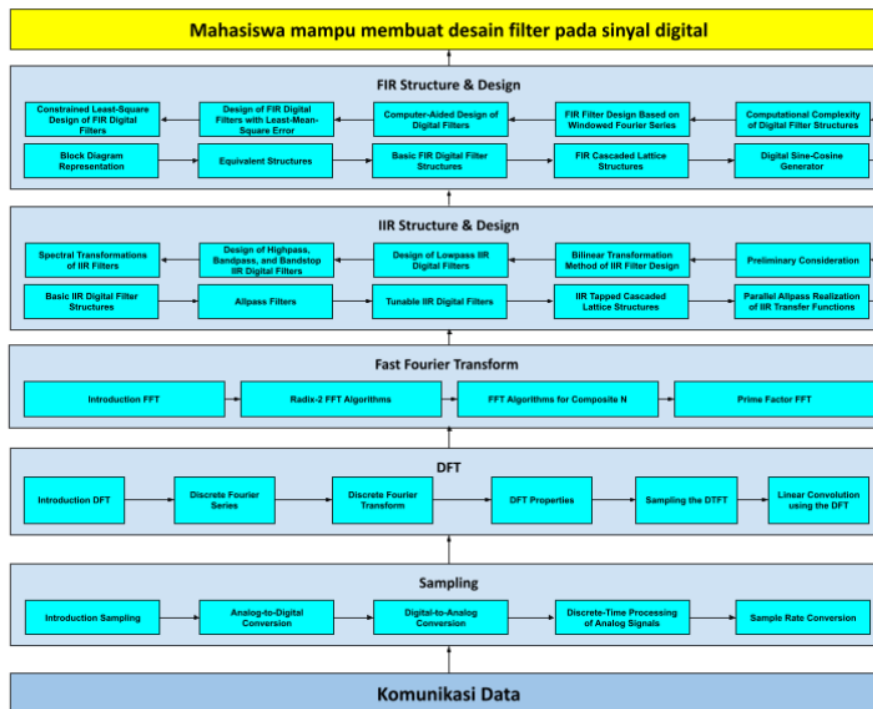 Mahasiswa mampu membuat desain filter pada sinyal digital
FIR Structure & Design
Constrained Least-Square
Design of FIR Digital
Filters
Design of FIR Digital
Filters with Least-Mean-
Square Error
Computer-Aided Design of
Digital Filters
FIR Filter Design Based on
Windowed Fourier Series
Computational Complexity
of Digital Filter Structures
Block Diagram
Representation
Equivalent Structures
Basic FIR Digital Filter
Structures
FIR Cascaded Lattice
Structures
Digital Sine-Cosine
Generator
IIR Structure & Design
Spectral Transformations
of IIR Filters
Design of Highpass,
Bandpass, and Bandstop
IIR Digital Filters
Design of Lowpass IIR
Digital Filters
Bilinear Transformation
Method of IIR Filter Design
Preliminary Consideration
Basic IIR Digital Filter
Structures
Allpass Filters
Tunable IIR Digital Filters
IIR Tapped Cascaded
Lattice Structures
Parallel Allpass Realization
of IIR Transfer Functions
Fast Fourier Transform
Introduction FFT
Radix-2 FFT Algorithms
FFT Algorithms for Composite N
Prime Factor FFT
DFT
Introduction DFT
Discrete Fourier
Series
Discrete Fourier
Transform
DFT Properties
Sampling the DTFT
Linear Convolution
using the DFT
Sampling
Introduction Sampling
Analog-to-Digital
Conversion
Digital-to-Analog
Conversion
Discrete-Time Processing
of Analog Signals
Sample Rate Conversion
Komunikasi Data